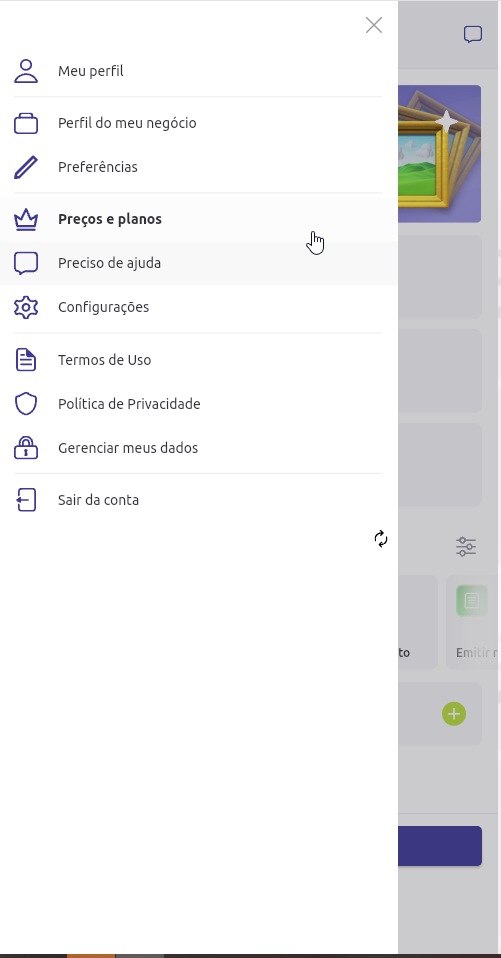 Meu perfil
Perfil do meu negócio
Preferências
Preços e planos
Preciso de ajuda
Configurações
Termos de Uso
Política de Privacidade
Gerenciar meus dados
Sair da conta
to
Emitir